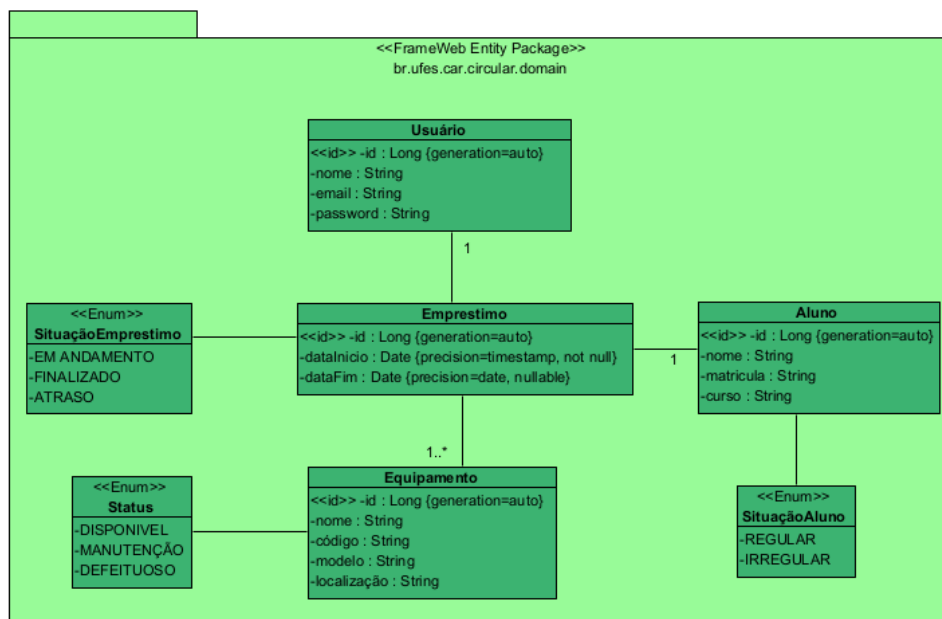 <<FrameWeb Entity Package>>
br.ufes.car.circular.domain
Usuário
<<id>> -id : Long {generation=auto}
-nome : String
-email : String
-password : String
1
<<Enum>>
SituaçãoEmprestimo
-EM ANDAMENTO
-FINALIZADO
-ATRASO
Emprestimo
<<id>> -id : Long {generation=auto}
-dataInicio : Date {precision=timestamp, not null}
-dataFim : Date {precision=date, nullable}
1
Aluno
<<id>> -id : Long {generation=auto}
-nome : String
-matricula : String
-curso : String
1..*
<<Enum>>
Status
-DISPONIVEL
-MANUTENÇÃO
-DEFEITUOSO
Equipamento
<<id>> -id : Long {generation=auto}
-nome : String
-código : String
-modelo : String
-localização : String
<<Enum>>
SituaçãoAluno
-REGULAR
-IRREGULAR